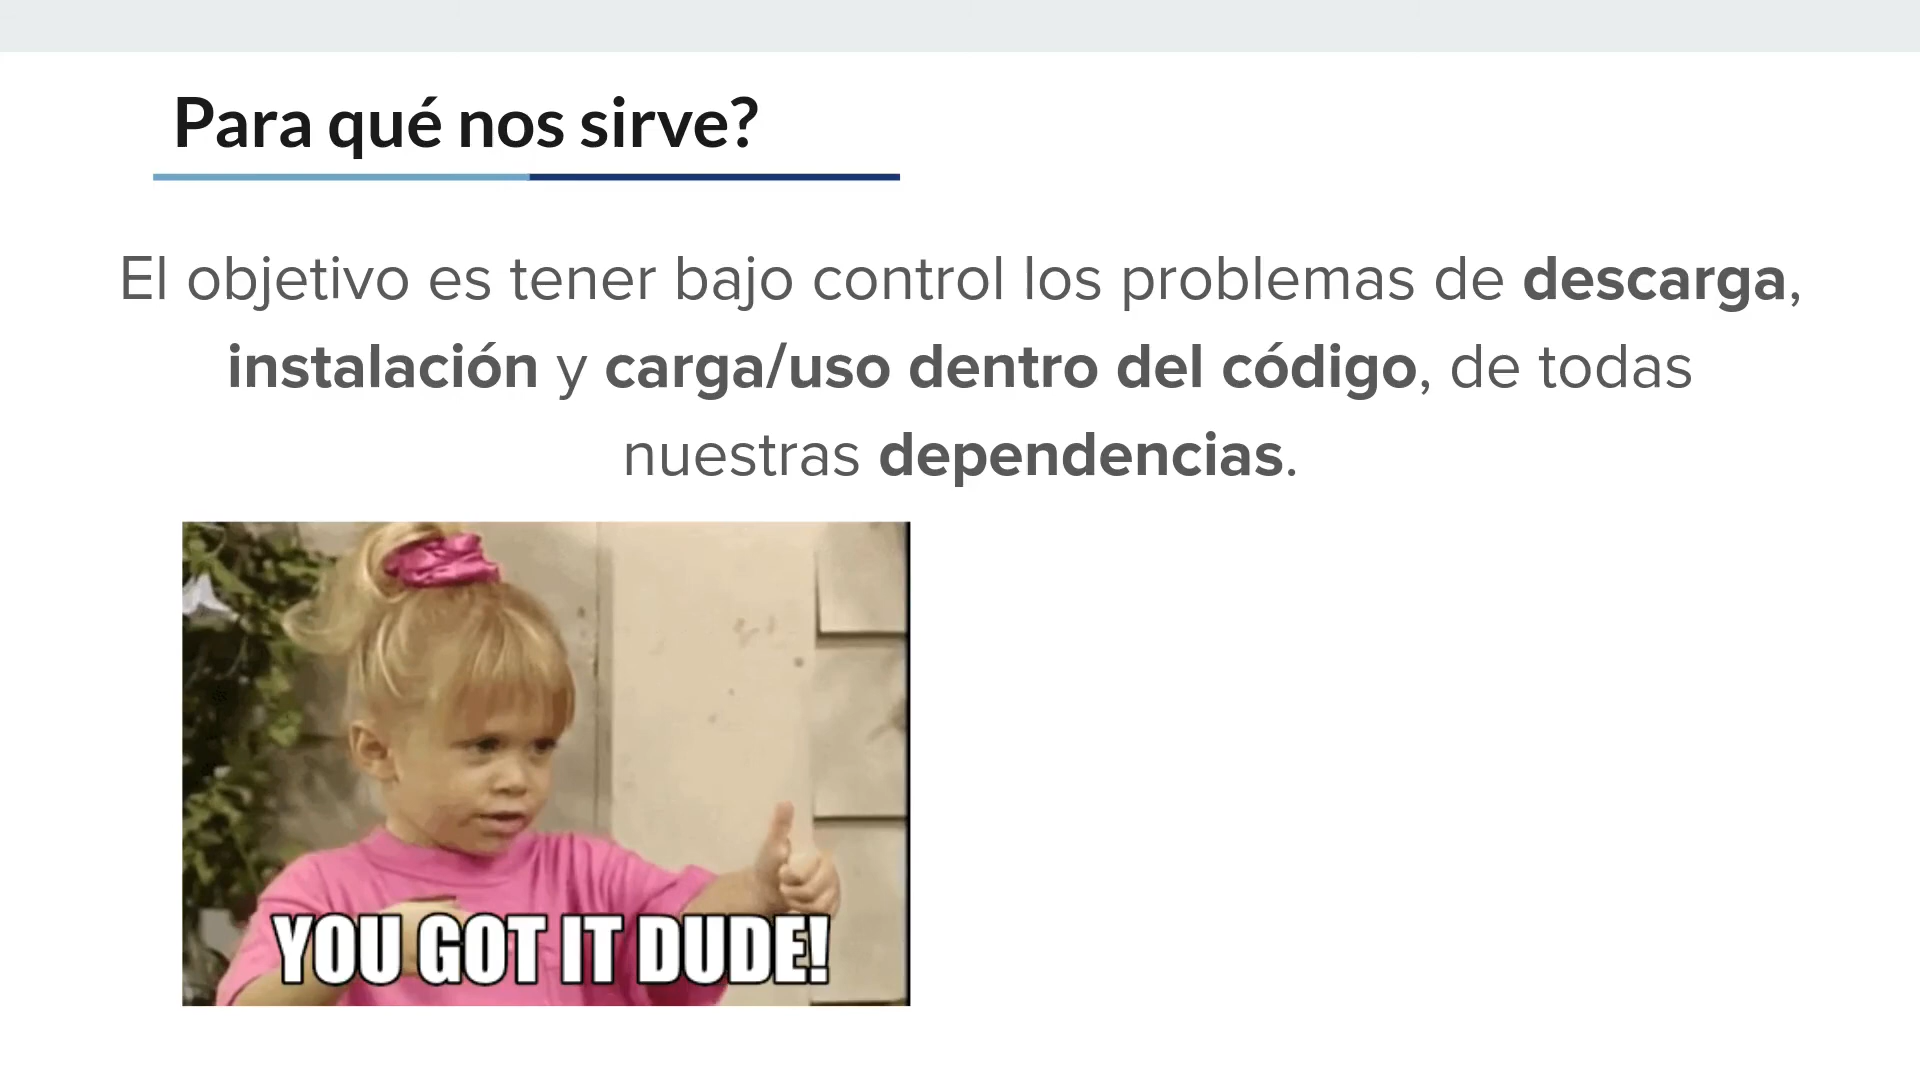 Para qué nos sirve?
El objetivo es tener bajo control los problemas de descarga,
instalación y carga/uso dentro del código, de todas
nuestras dependencias.
YOU GOT IT DUDE!